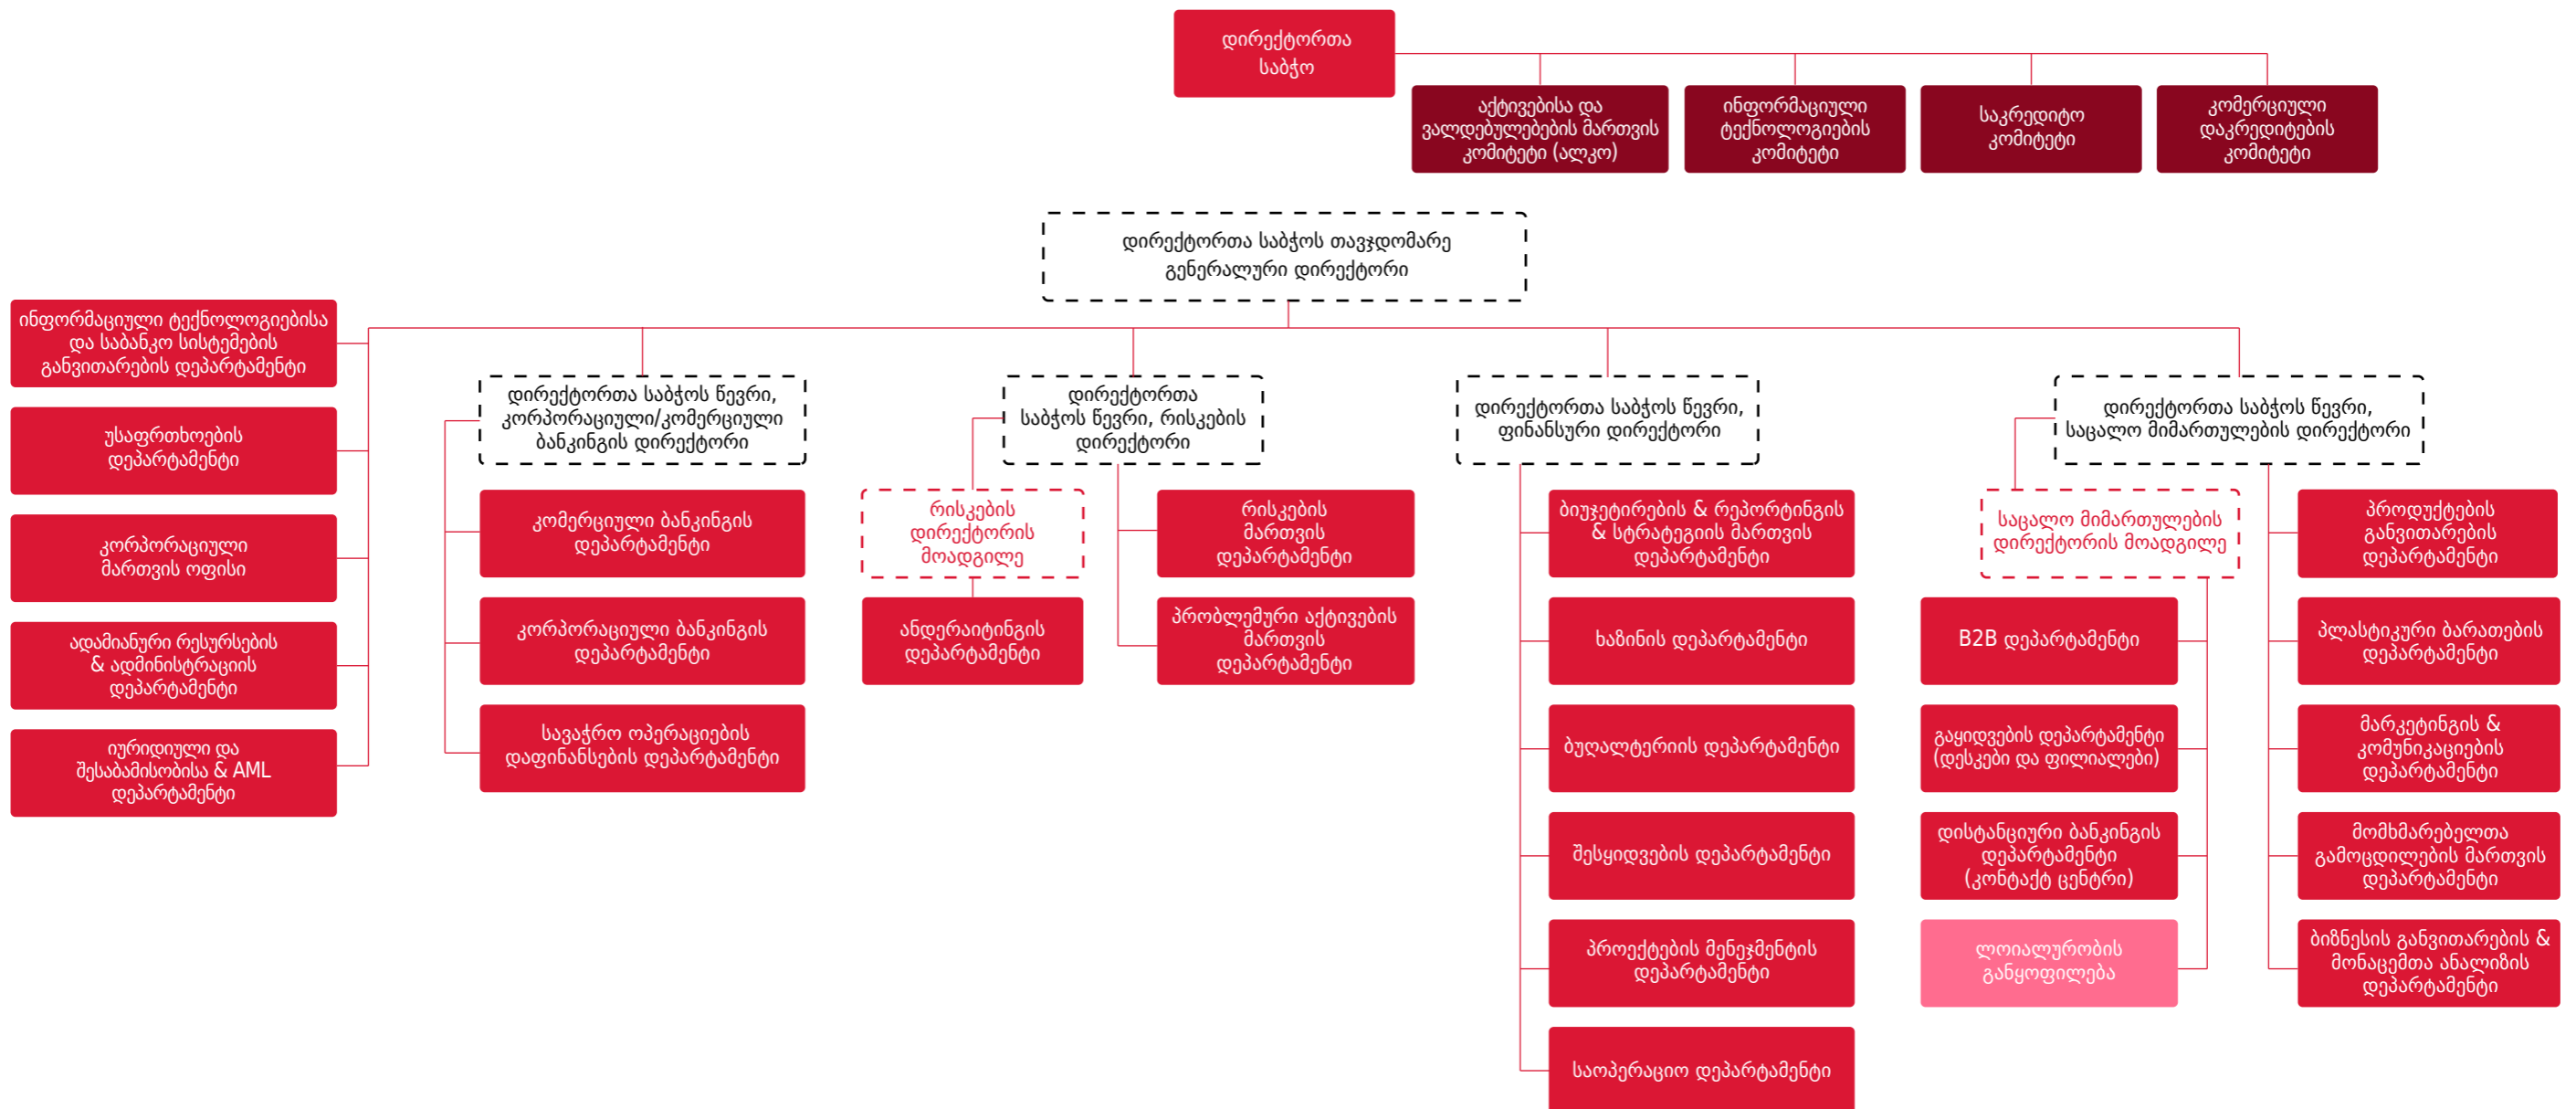 დირექტორთა
საბჭო
აქტივებისა და
ვალდებულებების მართვის
კომიტეტი (ალკო)
ინფორმაციული
ტექნოლოგიების
კომიტეტი
საკრედიტო
კომიტეტი
კომერციული
დაკრედიტების
კომიტეტი
დირექტორთა საბჭოს თავჯდომარე
გენერალური დირექტორი
ინფორმაციული ტექნოლოგიებისა
და საბანკო სისტემების
განვითარების დეპარტამენტი
უსაფრთხოების
დეპარტამენტი
კორპორაციული
მართვის ოფისი
ადამიანური რესურსების
& ადმინისტრაციის
დეპარტამენტი
იურიდიული და
შესაბამისობისა & AML
დეპარტამენტი
დირექტორთა საბჭოს წევრი,
კორპორაციული/კომერციული
ბანკინგის დირექტორი
კომერციული ბანკინგის
დეპარტამენტი
კორპორაციული ბანკინგის
დეპარტამენტი
სავაჭრო ოპერაციების
დაფინანსების დეპარტამენტი
დირექტორთა
საბჭოს წევრი, რისკების
დირექტორი
რისკების
დირექტორის
მოადგილე
ანდერაიტინგის
დეპარტამენტი
რისკების
მართვის
დეპარტამენტი
პრობლემური აქტივების
მართვის
დეპარტამენტი
დირექტორთა საბჭოს წევრი,
ფინანსური დირექტორი
ბიუჯეტირების & რეპორტინგის
& სტრატეგიის მართვის
დეპარტამენტი
ხაზინის დეპარტამენტი
ბუღალტერიის დეპარტამენტი
შესყიდვების დეპარტამენტი
პროექტების მენეჯმენტის
დეპარტამენტი
საოპერაციო დეპარტამენტი
დირექტორთა საბჭოს წევრი,
საცალო მიმართულების დირექტორი
საცალო მიმართულების
დირექტორის მოადგილე
B2B დეპარტამენტი
გაყიდვების დეპარტამენტი
(დესკები და ფილიალები)
დისტანციური ბანკინგის
დეპარტამენტი
(კონტაქტ ცენტრი)
ლოიალურობის
განყოფილება
პროდუქტების
განვითარების
დეპარტამენტი
პლასტიკური ბარათების
დეპარტამენტი
მარკეტინგის &
კომუნიკაციების
დეპარტამენტი
მომხმარებელთა
გამოცდილების მართვის
დეპარტამენტი
ბიზნესის განვითარების &
მონაცემთა ანალიზის
დეპარტამენტი